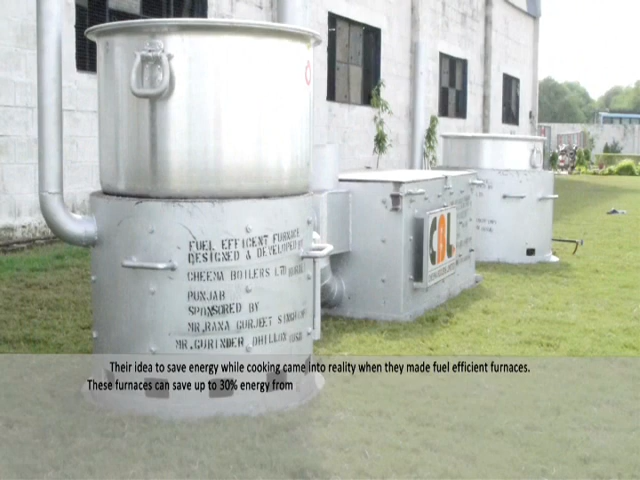 FUEL EFFICENT FURNACE
DESIGNED & DEVELOPED BY
CHEEMA BOILERS LTD
PUNJAB
SPONSORED BY
MR,RANA GURJEET SINGH
MR,GURINDER DHILLON
CBL
Their idea to save energy while cooking came into reality when they made fuel efficient furnaces.
These furnaces can save up to 30% energy from